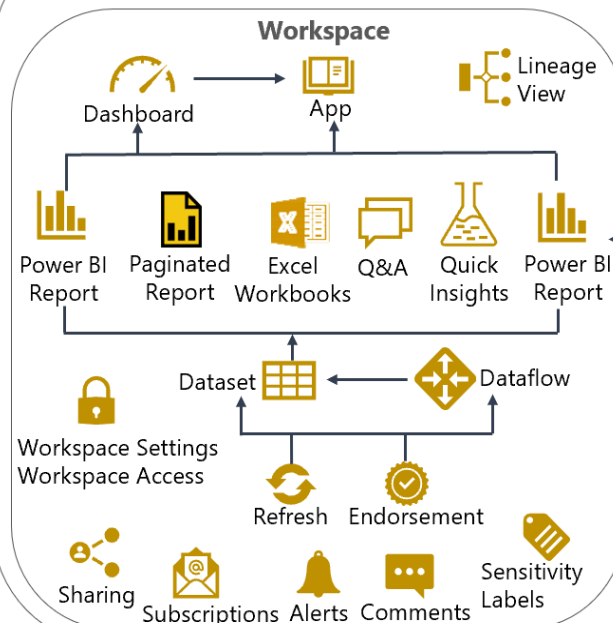 Workspace
Lineage
View
Dashboard
App
Power BI
Report
Paginated
Report
Excel
Workbooks
Q&A
Quick
Insights
Power BI
Report
Dataset
Dataflow
Workspace Settings
Workspace Access
Refresh
Endorsement
Sharing
Subscriptions
Alerts
Comments
Sensitivity
Labels